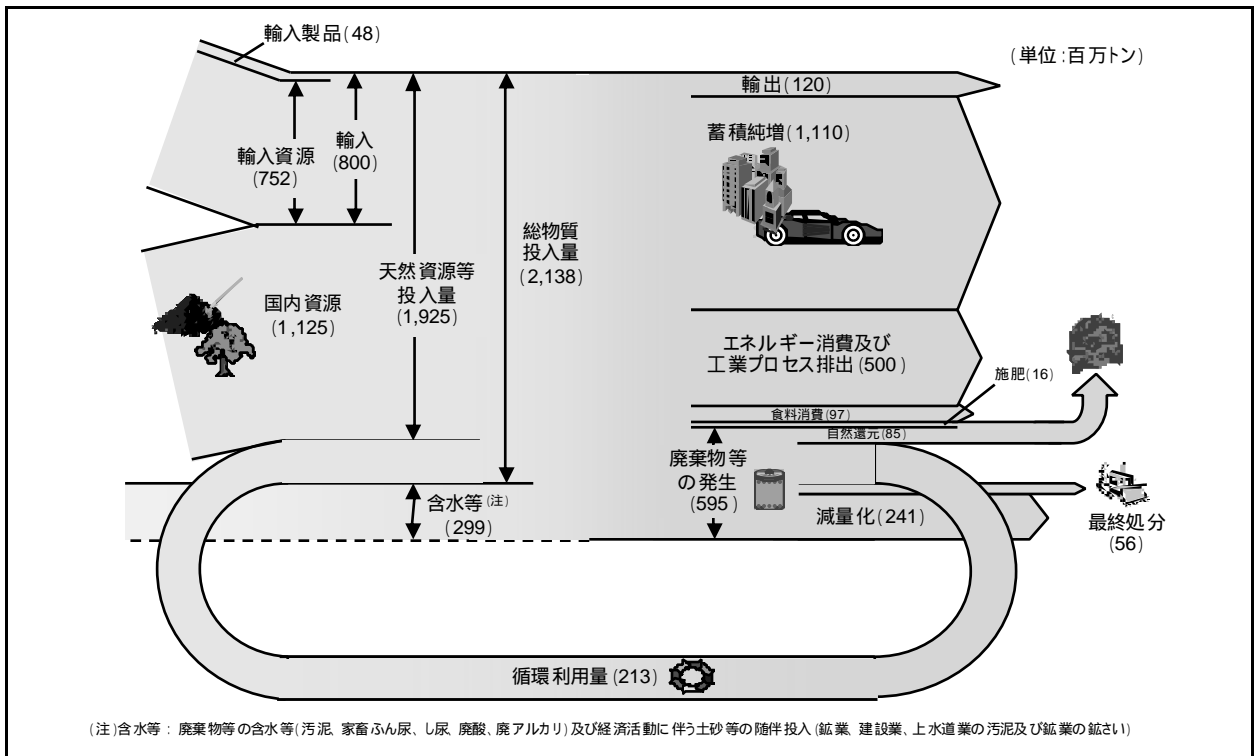 輸入製品(48)
(単位:百万トン)
輸出(120)
蓄積純増(1,110)
輸入
(800)
輸入資源
(752)
総物質
投入量
(2,138)
天然資源等
投入量
(1,925)
国内資源
(1,125)
エネルギー消費及び
工業プロセス排出(500)
施肥(16)
食料消費(97)
自然還元(85)
廃棄物等
の発生
(595)
含水等(注)
(299)
減量化(241)
最終処分
(56)
循環利用量(213)
(注)含水等:廃棄物等の含水等(汚泥、家畜ふん尿、し尿、廃酸、廃アルカリ)及び経済活動に伴う土砂等の随伴投入(鉱業、建設業、上水道業の汚泥及び鉱業の鉱さい)